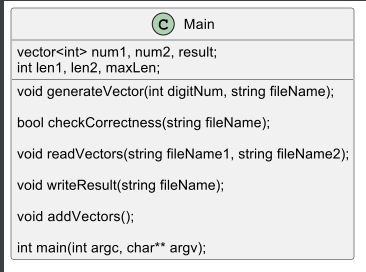 C Main
vector<int> num1, num2, result;
int len1, len2, maxLen;
void generateVector(int digitNum, string fileName);
bool checkCorrectness(string fileName);
void readVectors(string fileName1, string fileName2);
void writeResult(string fileName);
void addVectors();
int main(int argc, char** argv);